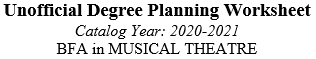 Unofficial Degree Planning Worksheet
Catalog Year: 2020-2021
BFA in MUSICAL THEATRE